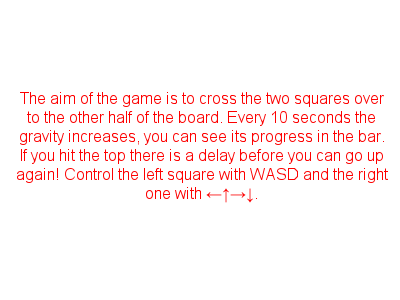 The aim of the game is to cross the two squares over
to the other half of the board. Every 10 seconds the
gravity increases, you can see its progress in the bar.
If you hit the top there is a delay before you can go up
again! Control the left square with WASD and the right
one with ←↑→↓.